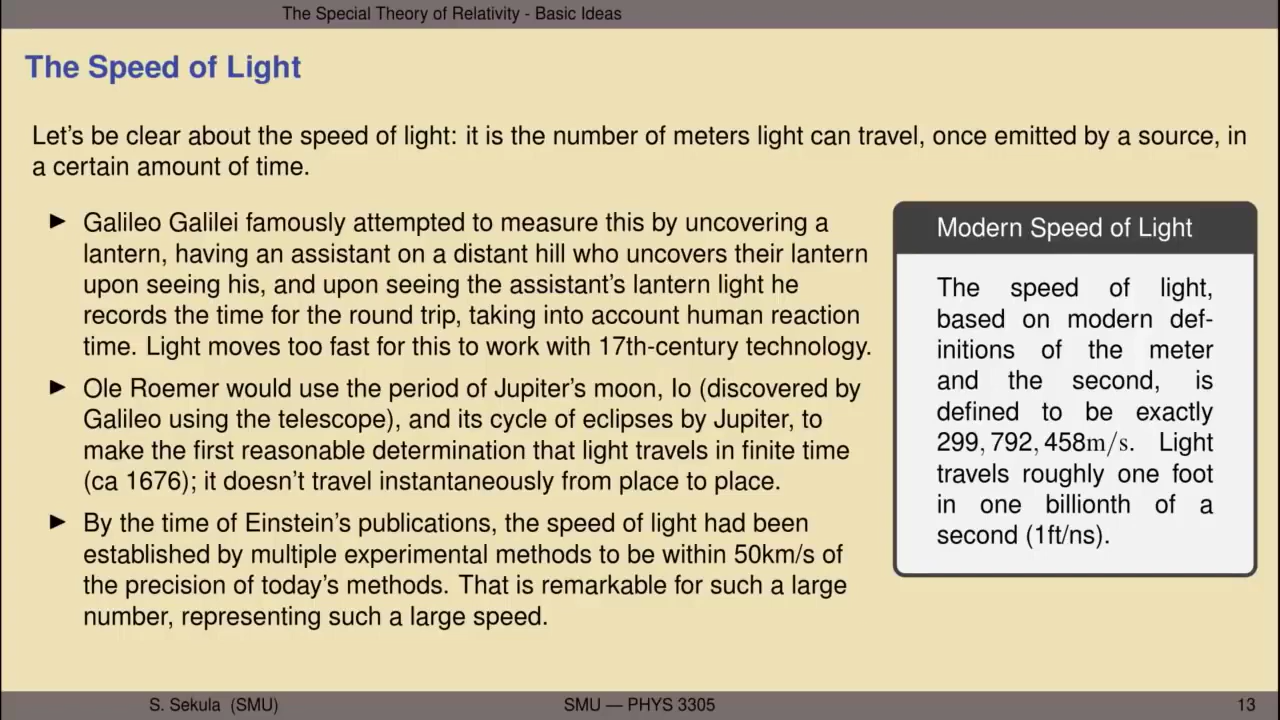 The Special Theory of Relativity - Basic Ideas
The Speed of Light
Let's be clear about the speed of light: it is the number of meters light can travel, once emitted by a source, in
a certain amount of time.
► Galileo Galilei famously attempted to measure this by uncovering a
lantern, having an assistant on a distant hill who uncovers their lantern
upon seeing his, and upon seeing the assistant's lantern light he
records the time for the round trip, taking into account human reaction
time. Light moves too fast for this to work with 17th-century technology.
► Ole Roemer would use the period of Jupiter's moon, Io (discovered by
Galileo using the telescope), and its cycle of eclipses by Jupiter, to
make the first reasonable determination that light travels in finite time
(ca 1676); it doesn't travel instantaneously from place to place.
► By the time of Einstein's publications, the speed of light had been
established by multiple experimental methods to be within 50km/s of
the precision of today's methods. That is remarkable for such a large
number, representing such a large speed.
Modern Speed of Light
The speed of light,
based on modern def-
initions of the meter
and the second, is
defined to be exactly
299, 792, 458m/s. Light
travels roughly one foot
in one billionth of a
second (1ft/ns).
S. Sekula (SMU)
SMU — PHYS 3305
13